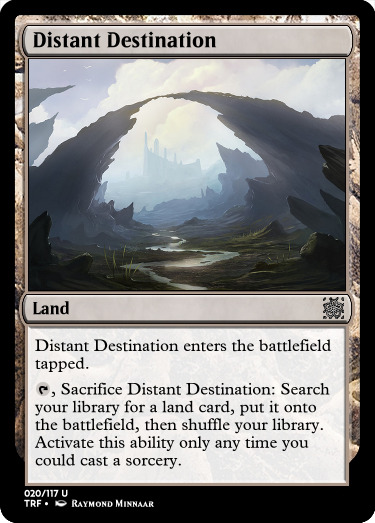 Distant Destination
Land
Distant Destination enters the battlefield
tapped.
, Sacrifice Distant Destination: Search
your library for a land card, put it onto
the battlefield, then shuffle your library.
Activate this ability only any time you
could cast a sorcery.
020/117 U
TRF • Raymond Minnaar